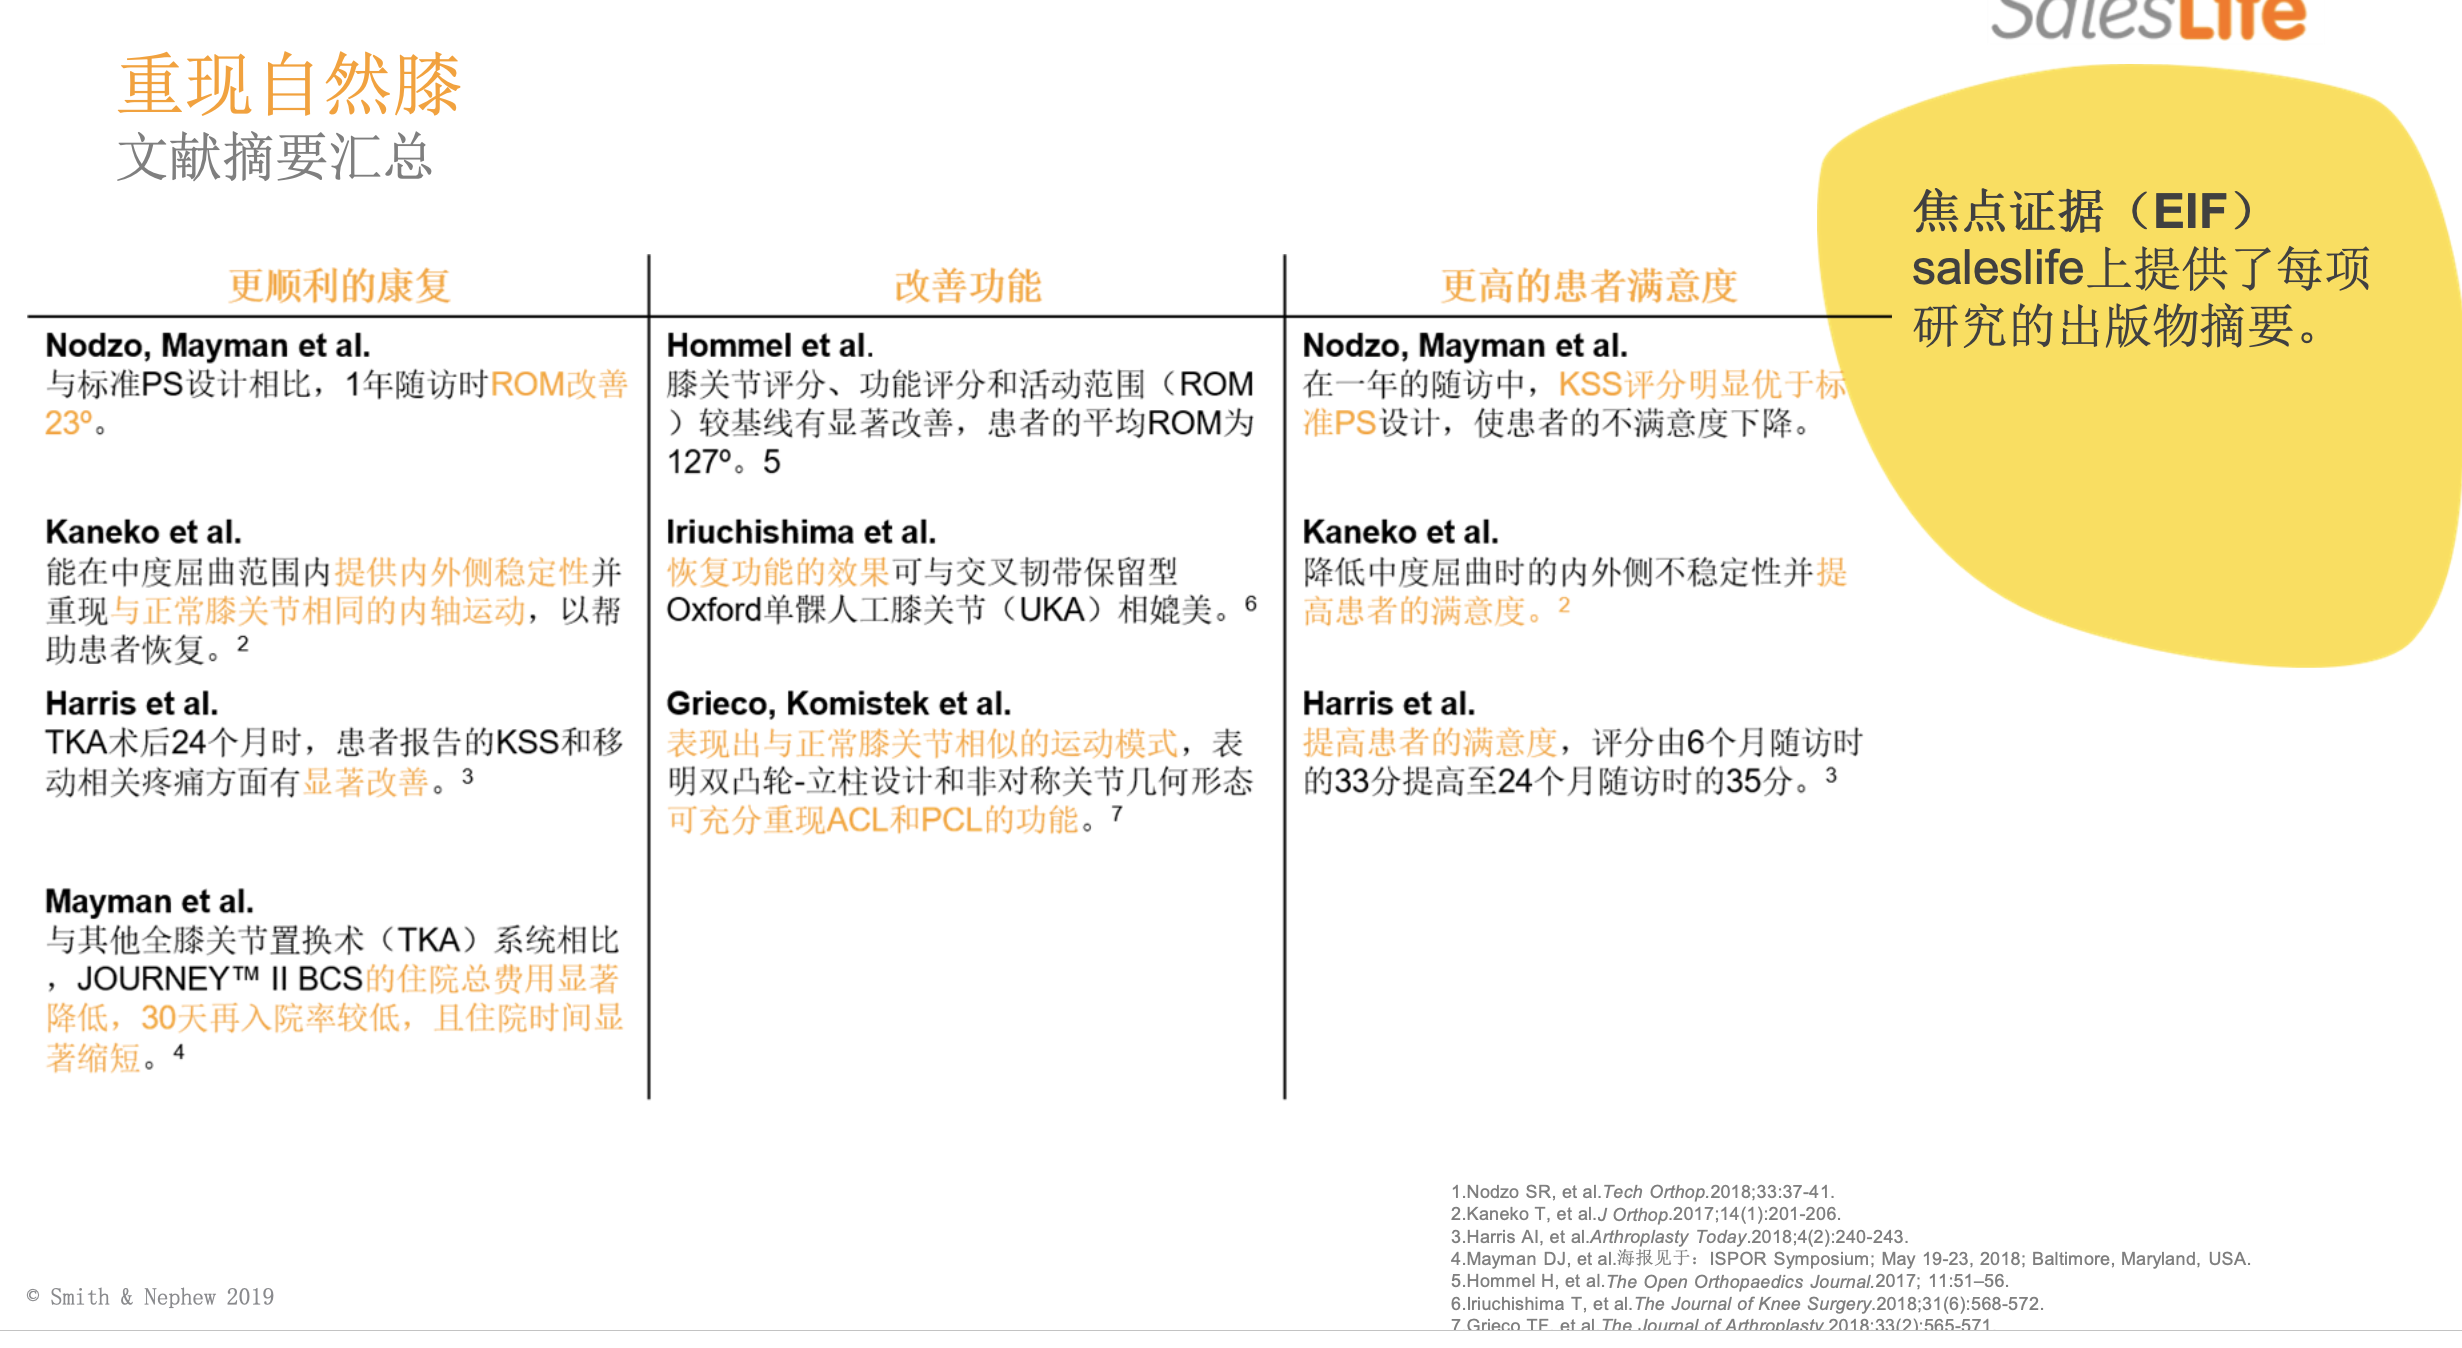 SalesLife
重现自然膝
文献摘要汇总
焦点证据（EIF）
saleslife上提供了每项
研究的出版物摘要。
更顺利的康复
Nodzo, Mayman et al.
与标准PS设计相比，1年随访时ROM改善
23º。
Kaneko et al.
能在中度屈曲范围内提供内外侧稳定性并
重现与正常膝关节相同的内轴运动，以帮
助患者恢复。²
Harris et al.
TKA术后24个月时，患者报告的KSS和移
动相关疼痛方面有显著改善。³
Mayman et al.
与其他全膝关节置换术（TKA）系统相比
，JOURNEY™ II BCS的住院总费用显著
降低，30天再入院率较低，且住院时间显
著缩短。⁴
改善功能
Hommel et al.
膝关节评分、功能评分和活动范围（ROM
）较基线有显著改善，患者的平均ROM为
127º。5
Iriuchishima et al.
恢复功能的效果可与交叉韧带保留型
Oxford单髁人工膝关节（UKA）相媲美。⁶
Grieco, Komistek et al.
表现出与正常膝关节相似的运动模式，表
明双凸轮-立柱设计和非对称关节几何形态
可充分重现ACL和PCL的功能。⁷
更高的患者满意度
Nodzo, Mayman et al.
在一年的随访中，KSS评分明显优于标
准PS设计，使患者的不满意度下降。
Kaneko et al.
降低中度屈曲时的内外侧不稳定性并提
高患者的满意度。²
Harris et al.
提高患者的满意度，评分由6个月随访时
的33分提高至24个月随访时的35分。³
1.Nodzo SR, et al.Tech Orthop.2018;33:37-41.
2.Kaneko T, et al.J Orthop.2017;14(1):201-206.
3.Harris AI, et al.Arthroplasty Today.2018;4(2):240-243.
4.Mayman DJ, et al.海报见于：ISPOR Symposium; May 19-23, 2018; Baltimore, Maryland, USA.
5.Hommel H, et al.The Open Orthopaedics Journal.2017; 11:51–56.
6.Iriuchishima T, et al.The Journal of Knee Surgery.2018;31(6):568-572.
7.Grieco TF, et al.The Journal of Arthroplasty.2018;33(2):565-571.
© Smith & Nephew 2019